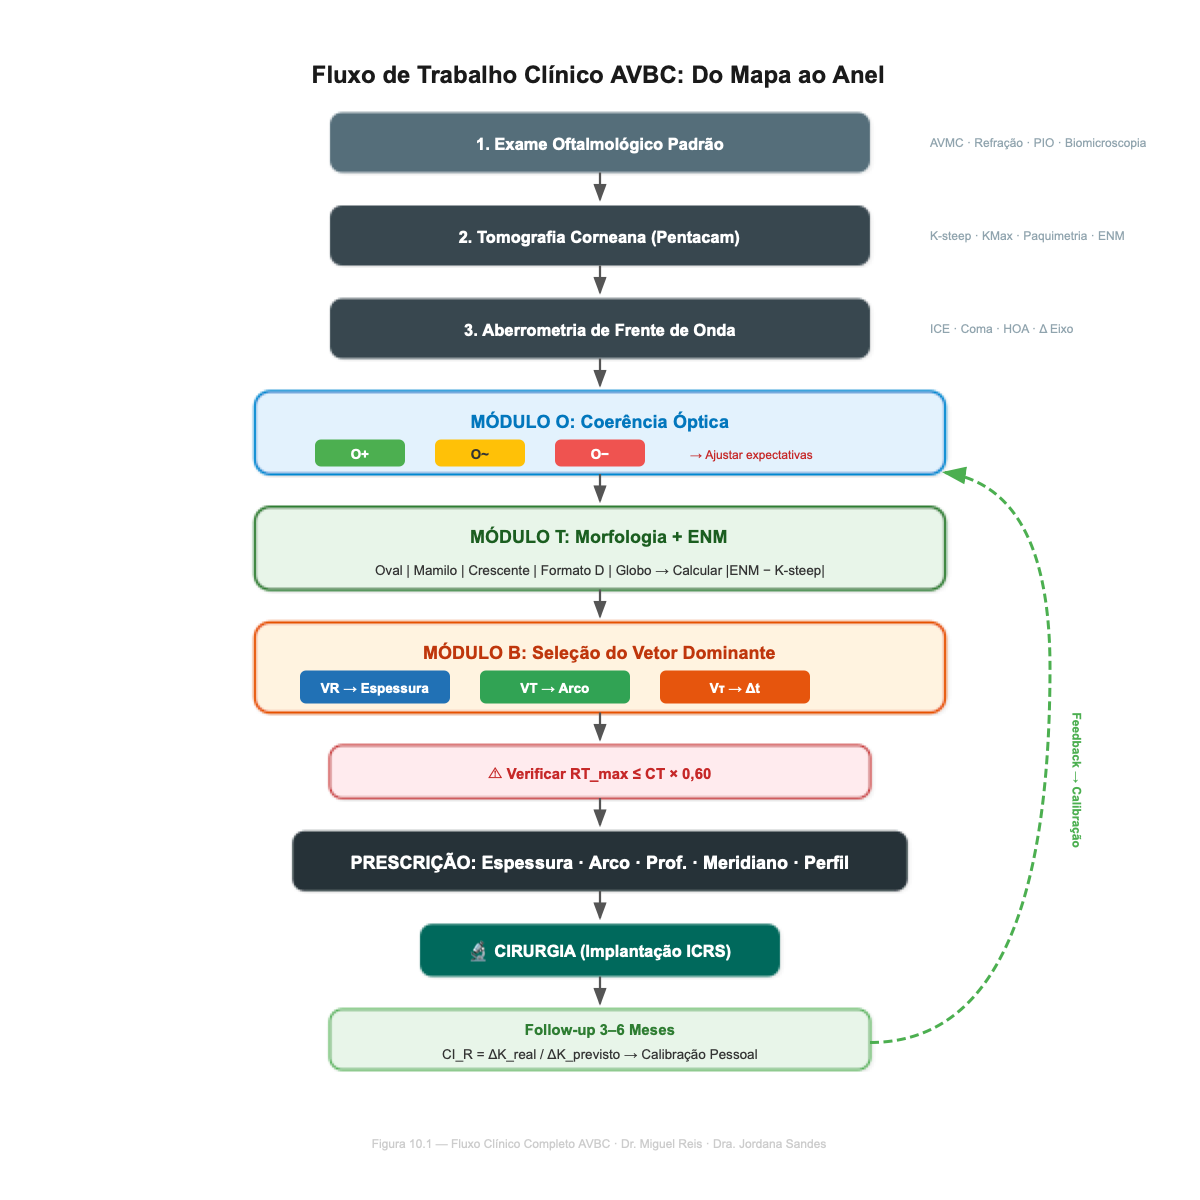 Fluxo de Trabalho Clínico AVBC: Do Mapa ao Anel
1. Exame Oftalmológico Padrão
AVMC · Refração · PIO · Biomicroscopia
2. Tomografia Corneana (Pentacam)
K-steep · KMax · Paquimetria · ENM
3. Aberrometria de Frente de Onda
ICE · Coma · HOA · Δ Eixo
MÓDULO O: Coerência Óptica
O+ O~ O− → Ajustar expectativas
MÓDULO T: Morfologia + ENM
Oval | Mamilo | Crescente | Formato D | Globo → Calcular |ENM − K-steep|
MÓDULO B: Seleção do Vetor Dominante
VR → Espessura VT → Arco Vτ → Δt
Feedback → Calibração
⚠ Verificar RT_max ≤ CT × 0,60
PRESCRIÇÃO: Espessura · Arco · Prof. · Meridiano · Perfil
🔬 CIRURGIA (Implantação ICRS)
Follow-up 3–6 Meses
CI_R = ΔK_real / ΔK_previsto → Calibração Pessoal
Figura 10.1 — Fluxo Clínico Completo AVBC · Dr. Miguel Reis · Dra. Jordana Sandes